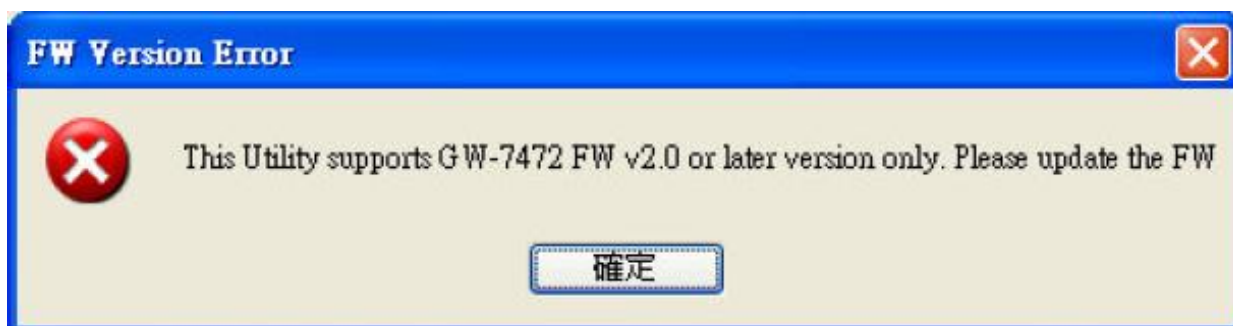 FW Version Error
This Utility supports GW-7472 FW v2.0 or later version only. Please update the FW
確定